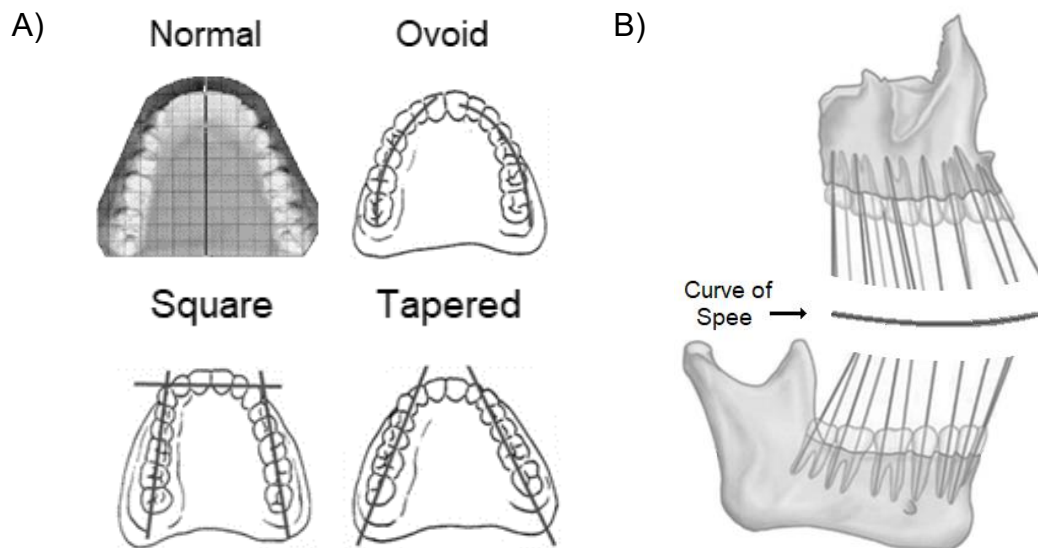 A)
Normal
Ovoid
B)
Square
Tapered
Curve of
Spee